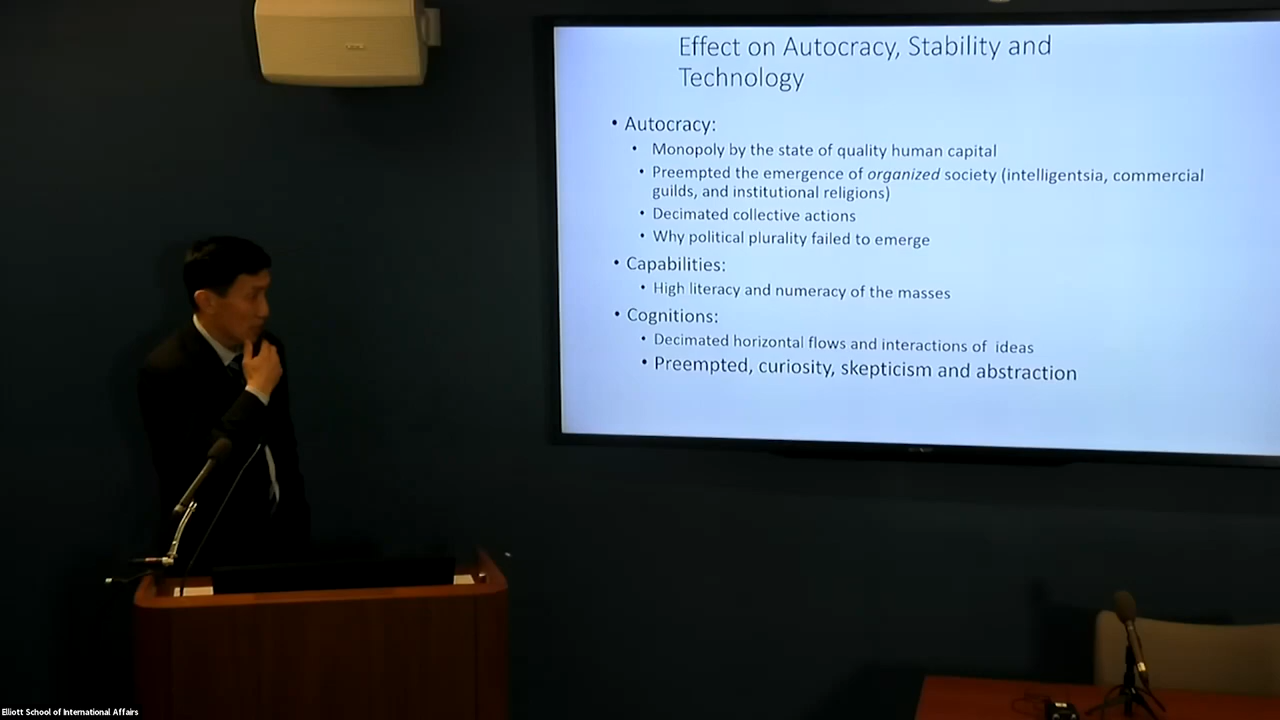 Effect on Autocracy, Stability and
Technology
• Autocracy:
• Monopoly by the state of quality human capital
• Preempted the emergence of organized society (intelligentsia, commercial
guilds, and institutional religions)
• Decimated collective actions
• Why political plurality failed to emerge
• Capabilities:
• High literacy and numeracy of the masses
• Cognitions:
• Decimated horizontal flows and interactions of ideas
• Preempted, curiosity, skepticism and abstraction
Elliott School of International Affairs